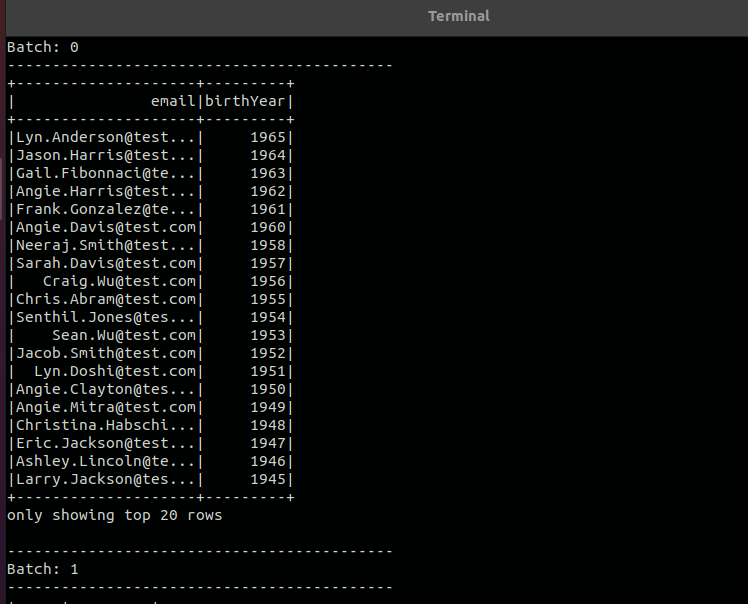 Terminal
Batch: 0
-------------------------------------------
+--------------------+---------+
|               email|birthYear|
+--------------------+---------+
|Lyn.Anderson@test...|     1965|
|Jason.Harris@test...|     1964|
|Gail.Fibonnaci@te...|     1963|
|Angie.Harris@test...|     1962|
|Frank.Gonzalez@te...|     1961|
|Angie.Davis@test.com|     1960|
|Neeraj.Smith@test...|     1958|
|Sarah.Davis@test.com|     1957|
|   Craig.Wu@test.com|     1956|
|Chris.Abram@test.com|     1955|
|Senthil.Jones@tes...|     1954|
|    Sean.Wu@test.com|     1953|
|Jacob.Smith@test.com|     1952|
|  Lyn.Doshi@test.com|     1951|
|Angie.Clayton@tes...|     1950|
|Angie.Mitra@test.com|     1949|
|Christina.Habschi...|     1948|
|Eric.Jackson@test...|     1947|
|Ashley.Lincoln@te...|     1946|
|Larry.Jackson@tes...|     1945|
+--------------------+---------+
only showing top 20 rows
-------------------------------------------
Batch: 1
-------------------------------------------